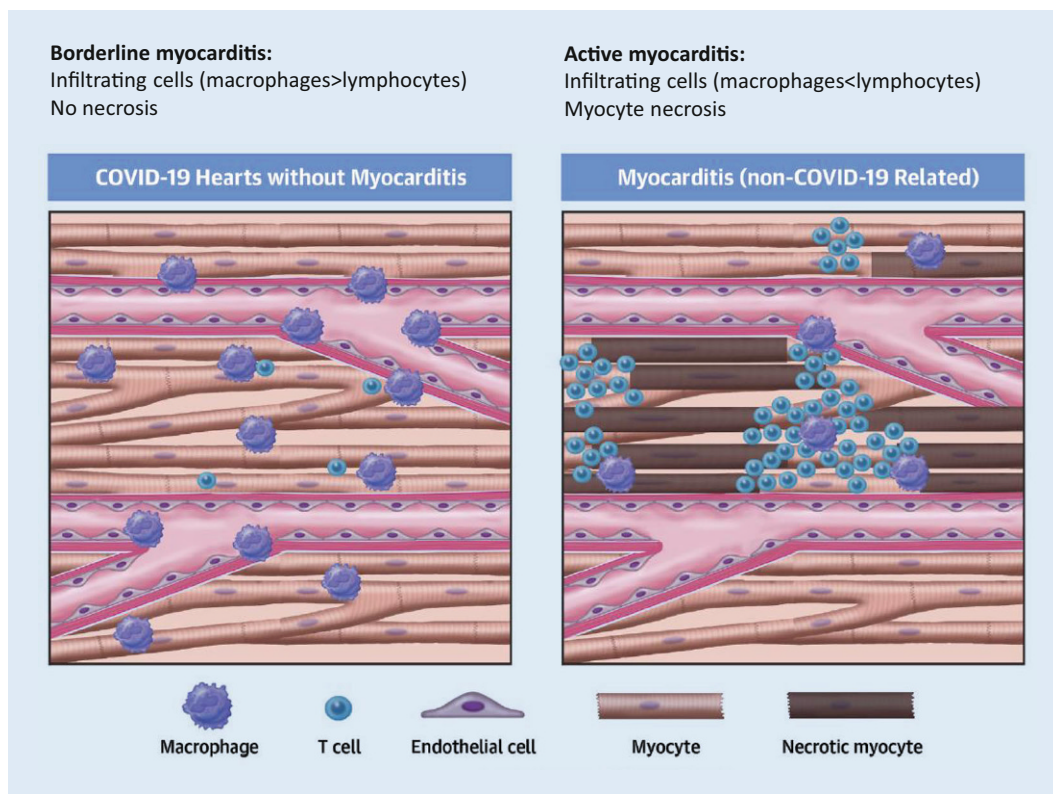 Borderline myocarditis:
Infiltrating cells (macrophages>lymphocytes)
No necrosis
Active myocarditis:
Infiltrating cells (macrophages<lymphocytes)
Myocyte necrosis
COVID-19 Hearts without Myocarditis
Myocarditis (non-COVID-19 Related)
Macrophage
T cell
Endothelial cell
Myocyte
Necrotic myocyte